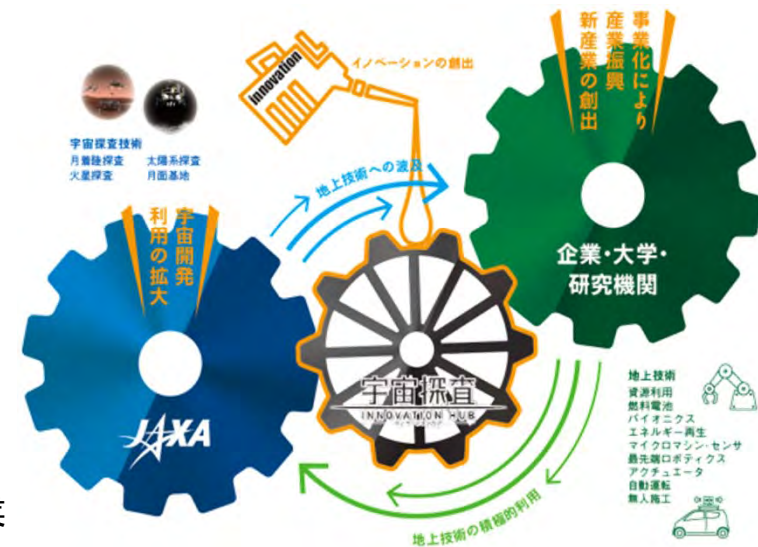 innovation
イノベーションの創出
事業化により
産業振興
新産業の創出
宇宙探査技術
月着陸探査 太陽系探査
火星探査 月面基地
地上技術への波及
宇宙開発
利用の拡大
企業・大学・
研究機関
宇宙探査
INNOVATION HUB
JAXA
地上技術
資源利用
燃料電池
バイオニクス
エネルギー再生
マイクロマシン・センサ
最先端ロボティクス
アクチュエータ
自動運転
無人施工
地上技術の積極的利用